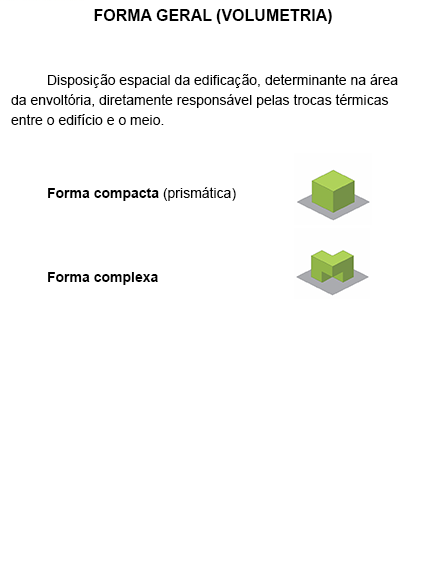 FORMA GERAL (VOLUMETRIA)
Disposição espacial da edificação, determinante na área
da envoltória, diretamente responsável pelas trocas térmicas
entre o edifício e o meio.
Forma compacta (prismática)
Forma complexa